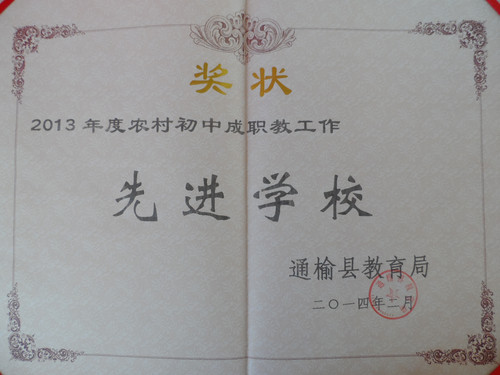 奖状
2013年度农村初中成职教工作
先进学校
通榆县教育局
二〇一四年二月